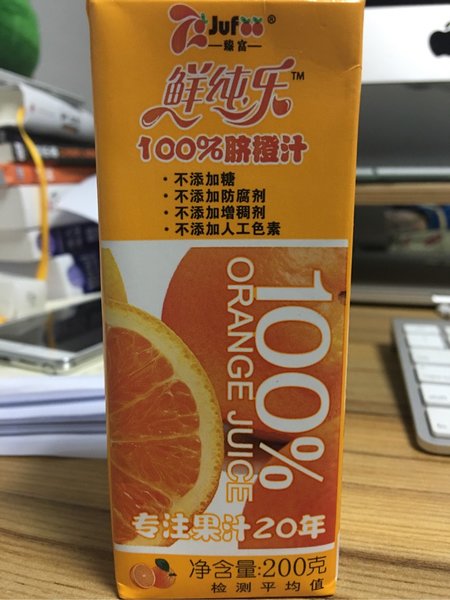 Jufoo®
臻富
鲜纯乐™
100%脐橙汁
·不添加糖
·不添加防腐剂
·不添加增稠剂
·不添加人工色素
100%
ORANGE JUICE
专注果汁20年
净含量:200克
检测平均值